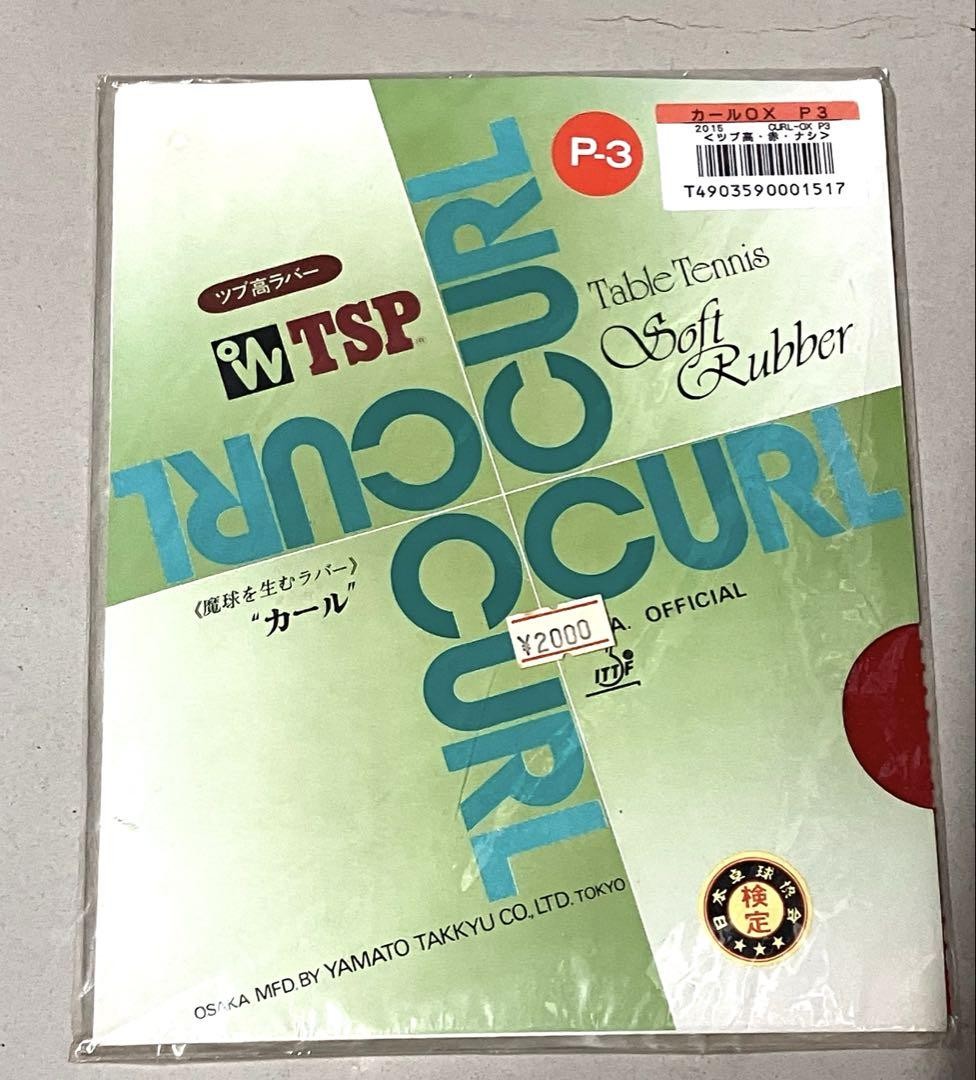 カールOX P3
2015 CURL-OX P3
<ツブ高・赤・ナシ>
T4903590001517
P-3
ツブ高ラバー
TSP
Table Tennis
Soft
Rubber
CURL
CURL
CURL
CURL
《魔球を生むラバー》
"カール"
¥2000
A. OFFICIAL
ITTF
日本卓球協会
検定
OSAKA MFD. BY YAMATO TAKKYU CO., LTD. TOKYO